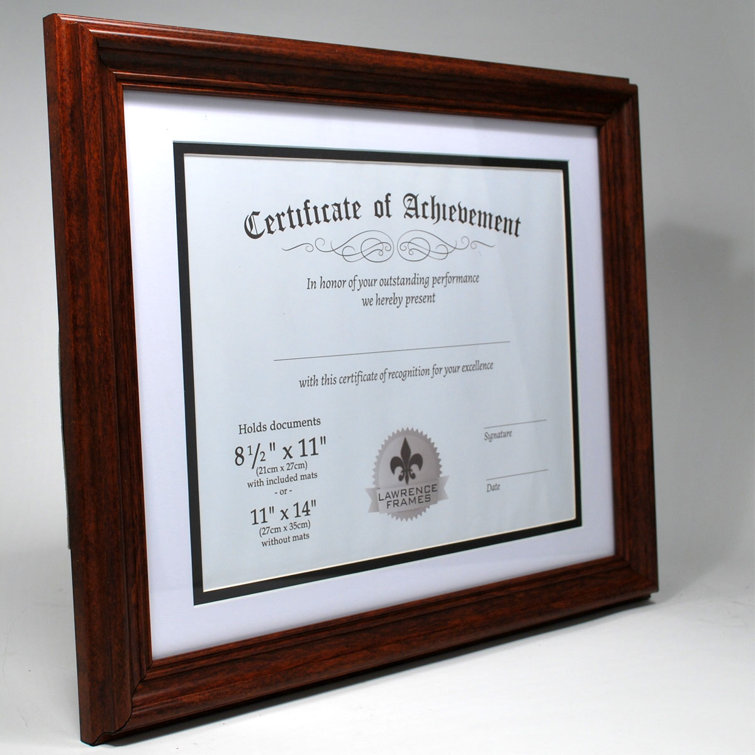 Certificate of Achievement
In honor of your outstanding performance
we hereby present
with this certificate of recognition for your excellence
Holds documents
8 1/2" x 11"
(21cm x 27cm)
with included mats
- or -
11" x 14"
(27cm x 35cm)
without mats
LAWRENCE
FRAMES
Signature
Date